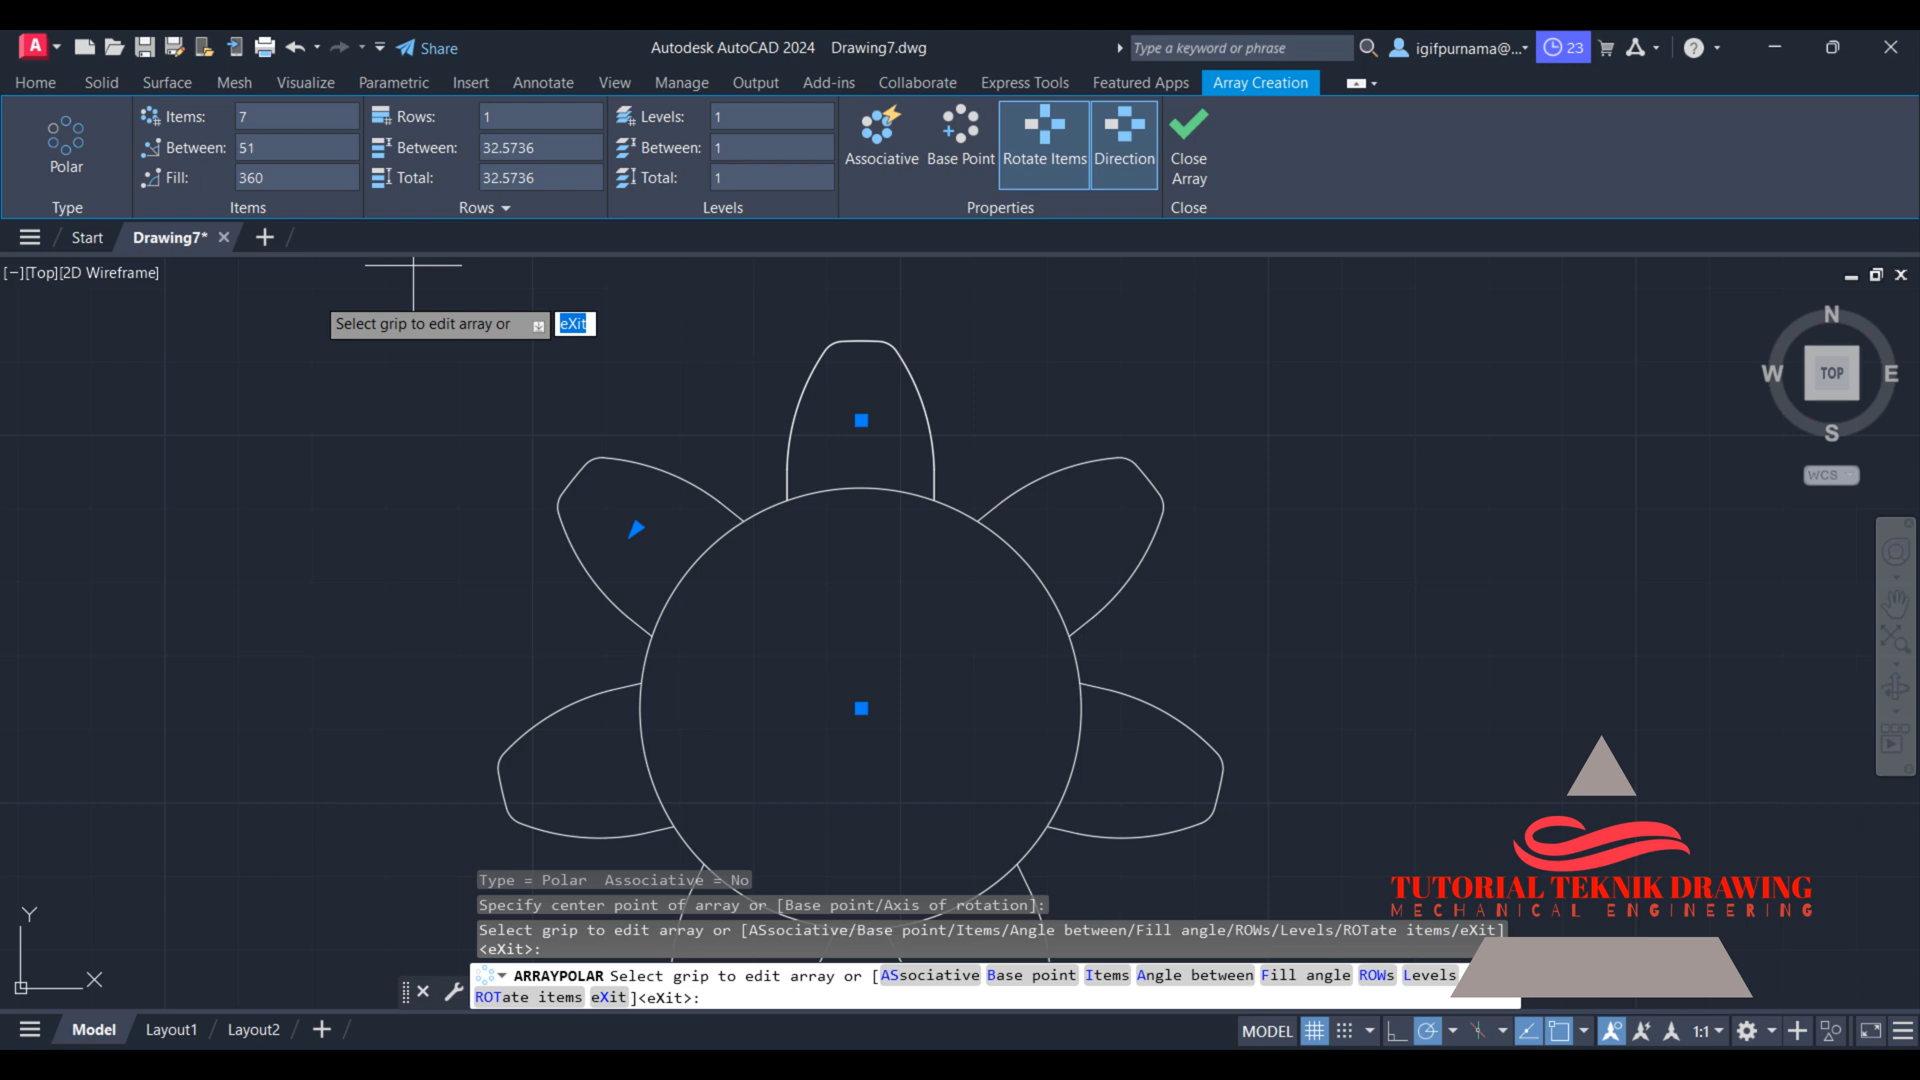 A Share Autodesk AutoCAD 2024 Drawing7.dwg Type a keyword or phrase igifpurnama@... 23 ?
Home Solid Surface Mesh Visualize Parametric Insert Annotate View Manage Output Add-ins Collaborate Express Tools Featured Apps Array Creation
Polar
Type
Items: 7
Between: 51
Fill: 360
Items
Rows: 1
Between: 32.5736
Total: 32.5736
Rows
Levels: 1
Between: 1
Total: 1
Levels
Associative Base Point Rotate Items Direction
Properties
Close
Array
Close
Start Drawing7* +
[−][Top][2D Wireframe]
Select grip to edit array or eXit
N
W TOP E
S
WCS
Type = Polar Associative = No
Specify center point of array or [Base point/Axis of rotation]:
Select grip to edit array or [ASsociative/Base point/Items/Angle between/Fill angle/ROWs/Levels/ROTate items/eXit]
<eXit>:
ARRAYPOLAR Select grip to edit array or [ASsociative Base point Items Angle between Fill angle ROWs Levels
ROTate items eXit]<eXit>:
Y
X
TUTORIAL TEKNIK DRAWING
MECHANICAL ENGINEERING
Model Layout1 Layout2 +
MODEL 1:1